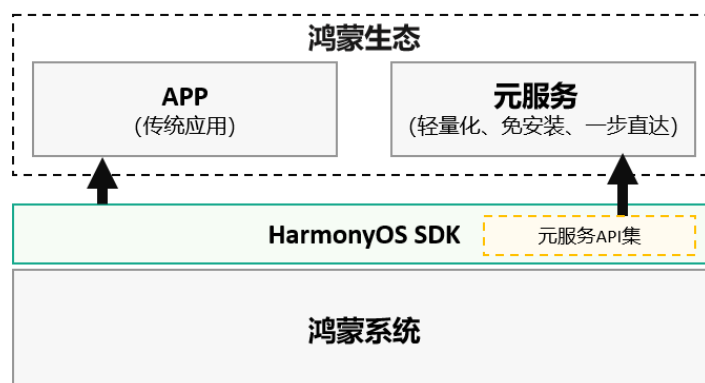 鸿蒙生态
APP
(传统应用)
元服务
(轻量化、免安装、一步直达)
HarmonyOS SDK
元服务API集
鸿蒙系统